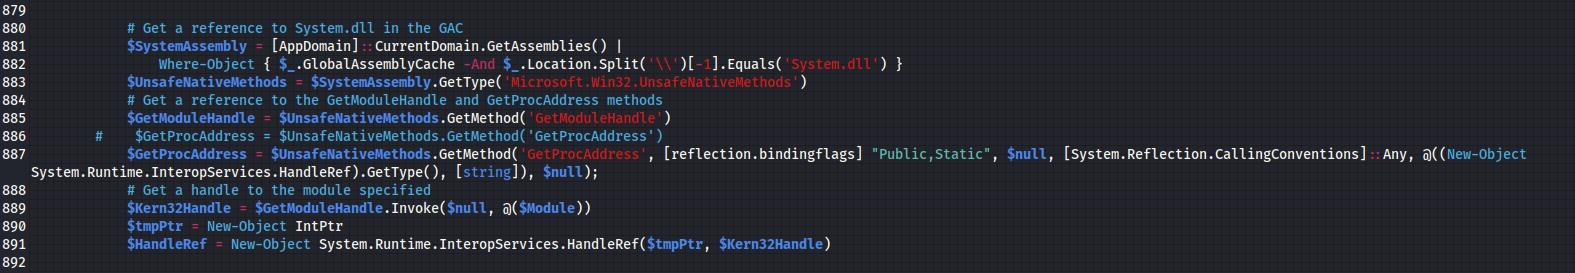 879
880 # Get a reference to System.dll in the GAC
881 $SystemAssembly = [AppDomain]::CurrentDomain.GetAssemblies() |
882 Where-Object { $_.GlobalAssemblyCache -And $_.Location.Split('\\')[-1].Equals('System.dll') }
883 $UnsafeNativeMethods = $SystemAssembly.GetType('Microsoft.Win32.UnsafeNativeMethods')
884 # Get a reference to the GetModuleHandle and GetProcAddress methods
885 $GetModuleHandle = $UnsafeNativeMethods.GetMethod('GetModuleHandle')
886 # $GetProcAddress = $UnsafeNativeMethods.GetMethod('GetProcAddress')
887 $GetProcAddress = $UnsafeNativeMethods.GetMethod('GetProcAddress', [reflection.bindingflags] "Public,Static", $null, [System.Reflection.CallingConventions]::Any, @((New-Object
System.Runtime.InteropServices.HandleRef).GetType(), [string]), $null);
888 # Get a handle to the module specified
889 $Kern32Handle = $GetModuleHandle.Invoke($null, @($Module))
890 $tmpPtr = New-Object IntPtr
891 $HandleRef = New-Object System.Runtime.InteropServices.HandleRef($tmpPtr, $Kern32Handle)
892